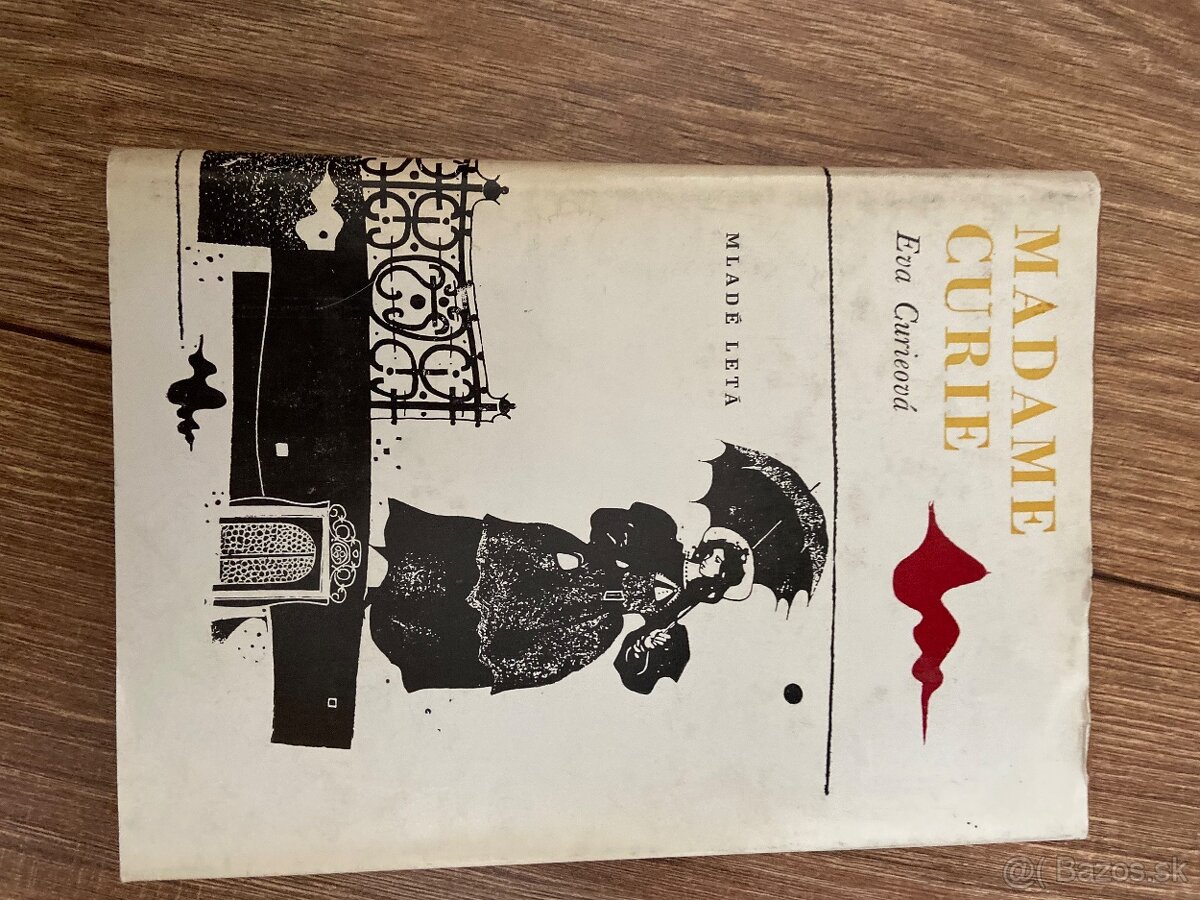 MADAME
CURIE
Eva Curieová
MLADÉ LETÁ
@( Bazos.sk